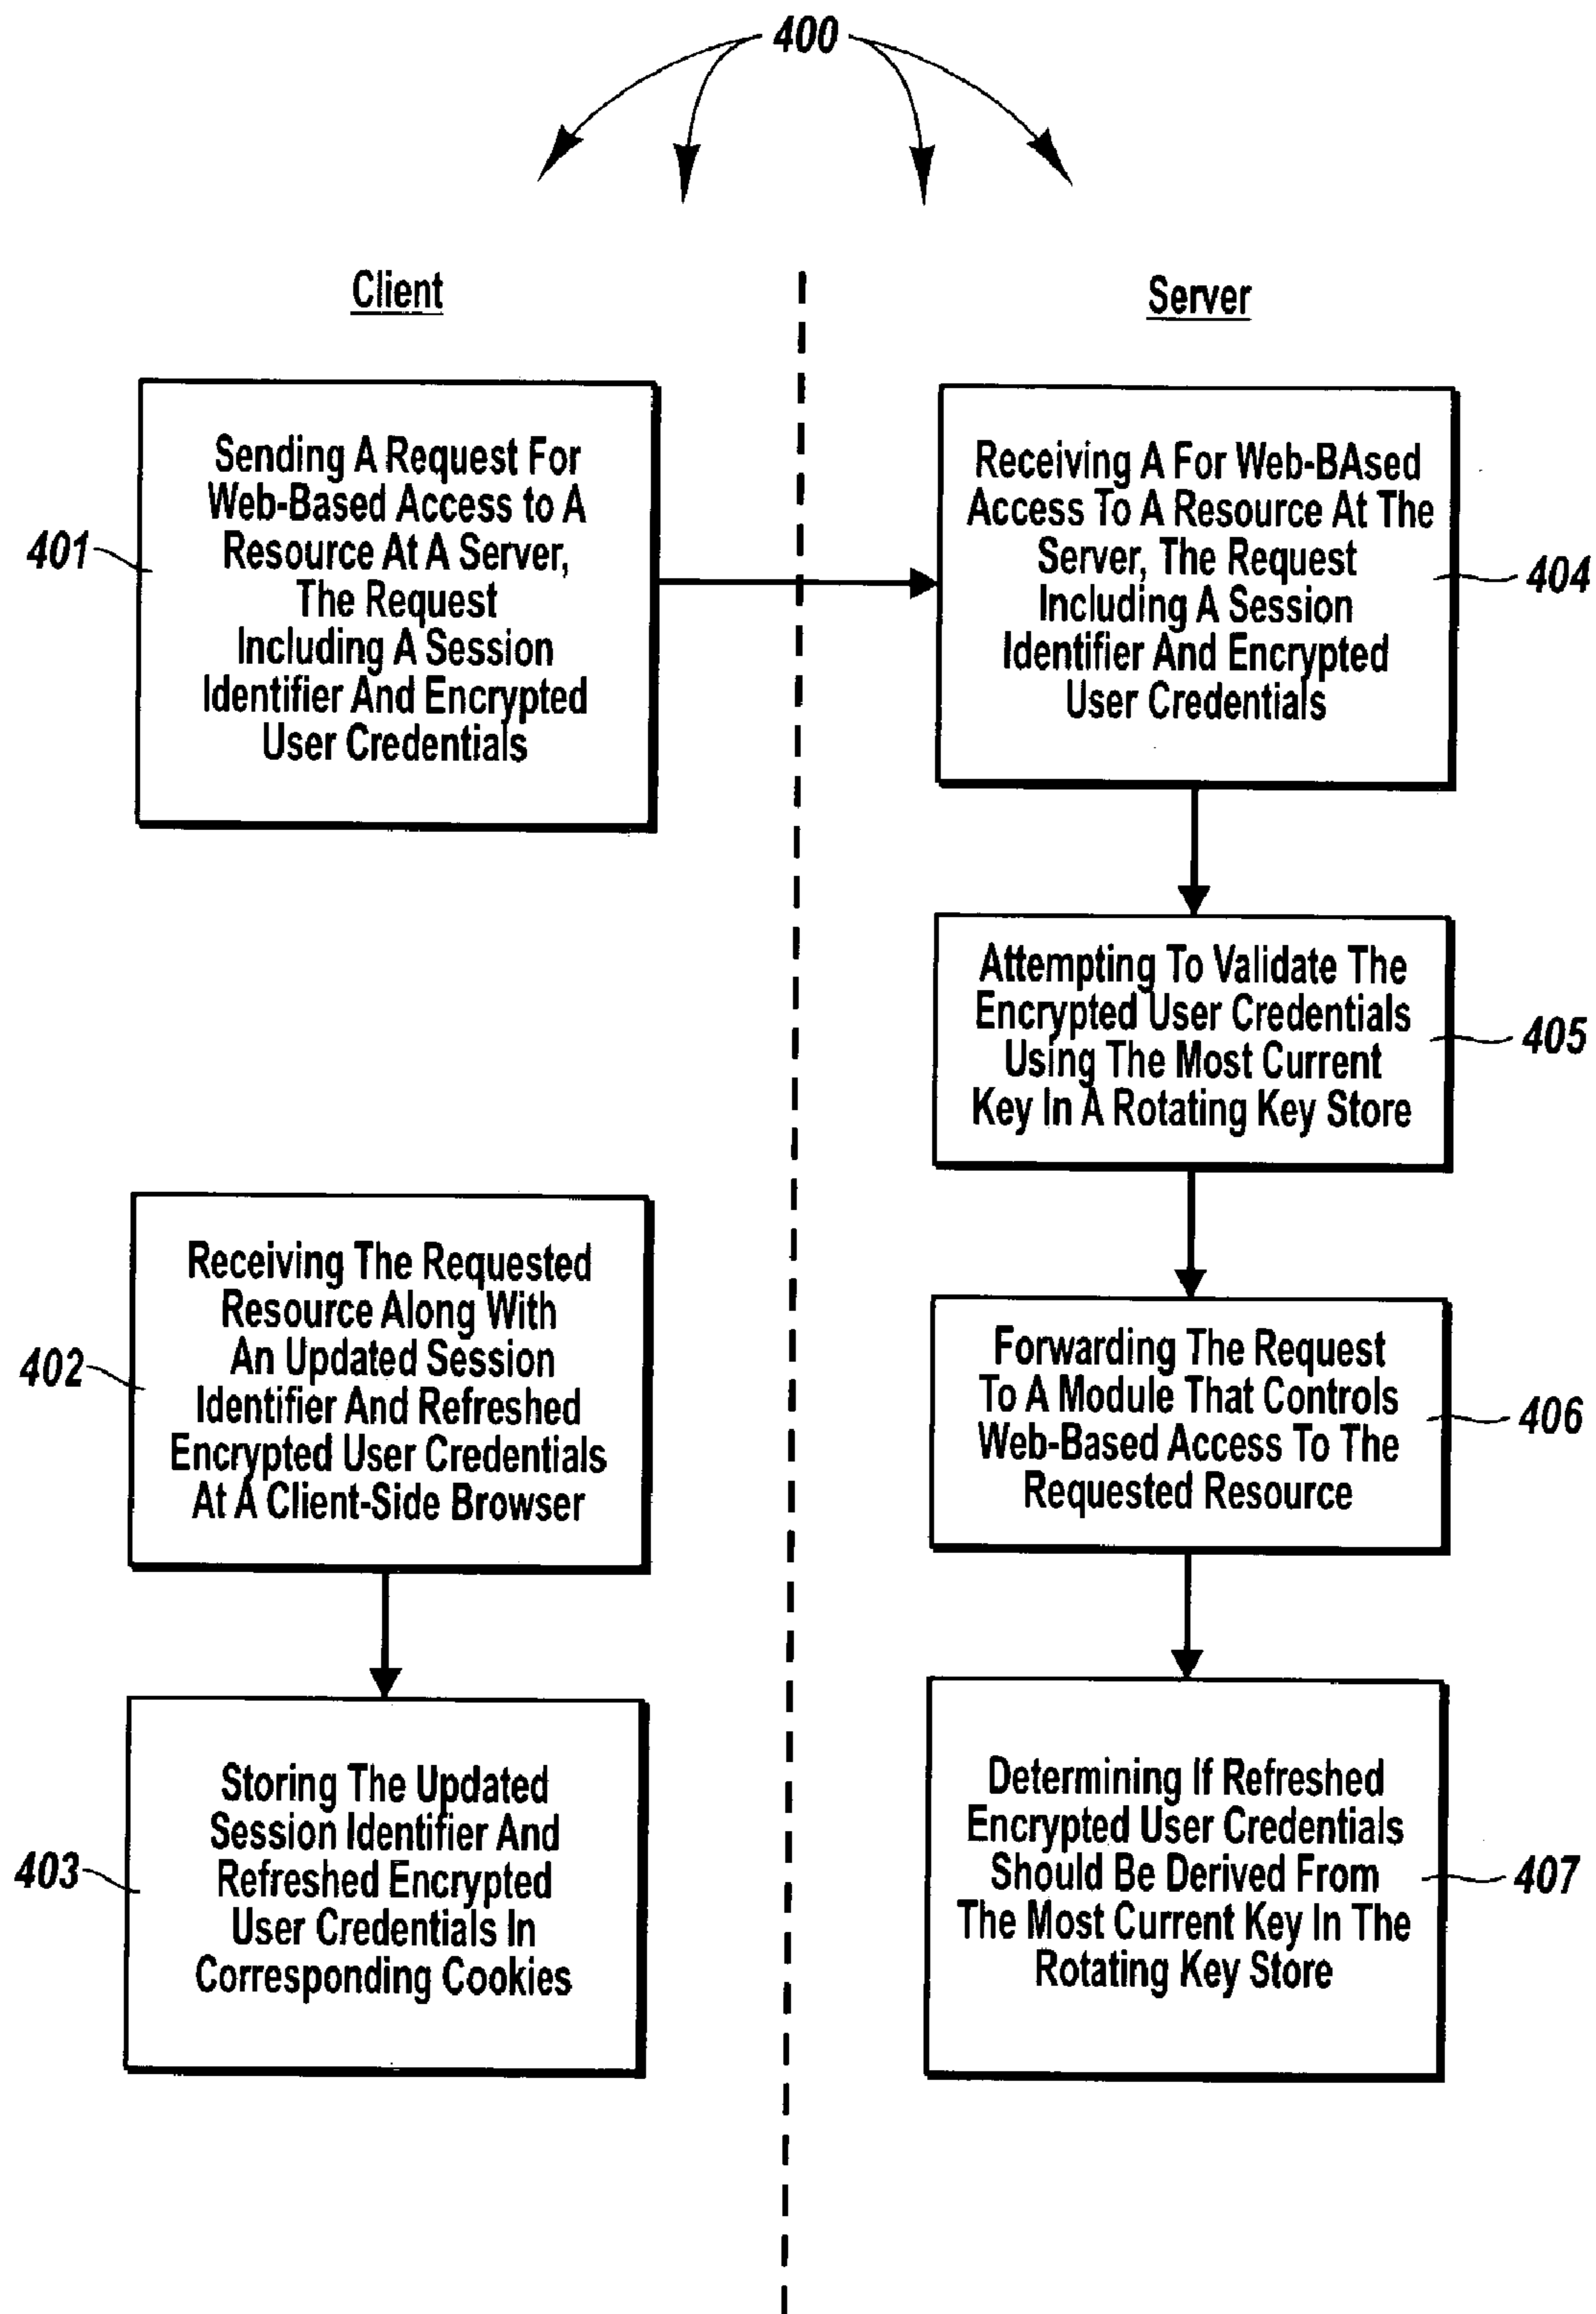 400
Client
Sending A Request For
Web-Based Access to A
Resource At A Server,
The Request
Including A Session
Identifier And Encrypted
User Credentials
401
Receiving The Requested
Resource Along With
An Updated Session
Identifier And Refreshed
Encrypted User Credentials
At A Client-Side Browser
402
Storing The Updated
Session Identifier And
Refreshed Encrypted
User Credentials In
Corresponding Cookies
403
Server
Receiving A For Web-BAsed
Access To A Resource At The
Server, The Request
Including A Session
Identifier And Encrypted
User Credentials
404
Attempting To Validate The
Encrypted User Credentials
Using The Most Current
Key In A Rotating Key Store
405
Forwarding The Request
To A Module That Controls
Web-Based Access To The
Requested Resource
406
Determining If Refreshed
Encrypted User Credentials
Should Be Derived From
The Most Current Key In The
Rotating Key Store
407